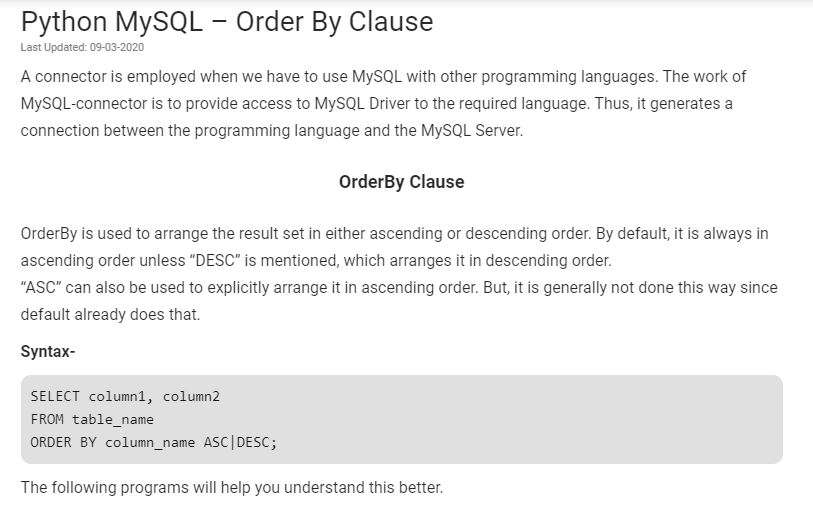 Python MySQL – Order By Clause
Last Updated: 09-03-2020
A connector is employed when we have to use MySQL with other programming languages. The work of
MySQL-connector is to provide access to MySQL Driver to the required language. Thus, it generates a
connection between the programming language and the MySQL Server.
OrderBy Clause
OrderBy is used to arrange the result set in either ascending or descending order. By default, it is always in
ascending order unless “DESC” is mentioned, which arranges it in descending order.
“ASC” can also be used to explicitly arrange it in ascending order. But, it is generally not done this way since
default already does that.
Syntax-
SELECT column1, column2
FROM table_name
ORDER BY column_name ASC|DESC;
The following programs will help you understand this better.